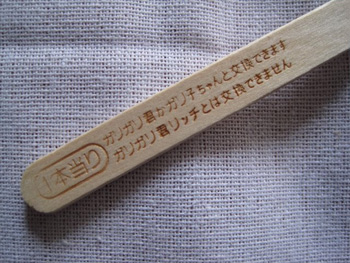 一本当り
ガリガリ君かガリ子ちゃんと交換できます
ガリガリ君リッチとは交換できません